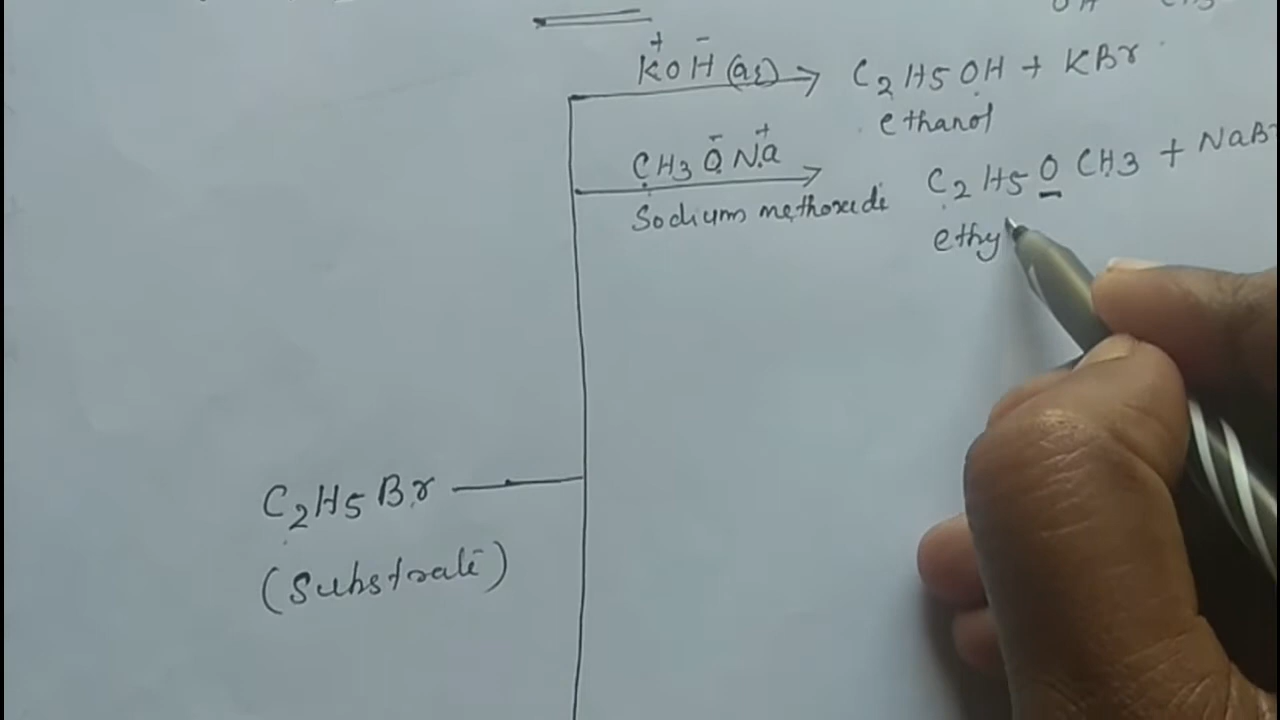 K⁺OH⁻ (aq) → C2H5OH + KBr
ethanol
CH3O⁻Na⁺ → C2H5OCH3 + NaBr
Sodium methoxide
ethy
C2H5Br
(Substrate)